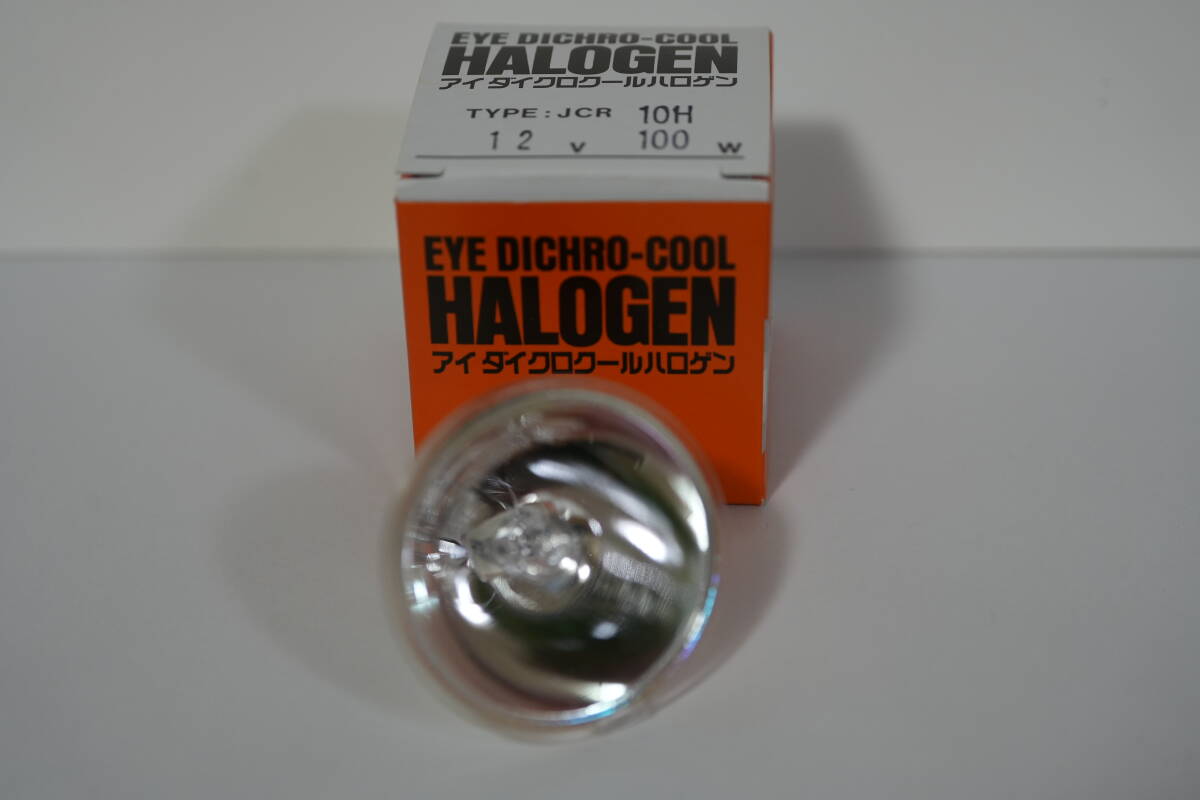 EYE DICHRO-COOL
HALOGEN
アイ ダイクロクールハロゲン
TYPE : JCR 10H
12 V 100 W
EYE DICHRO-COOL
HALOGEN
アイ ダイクロクールハロゲン